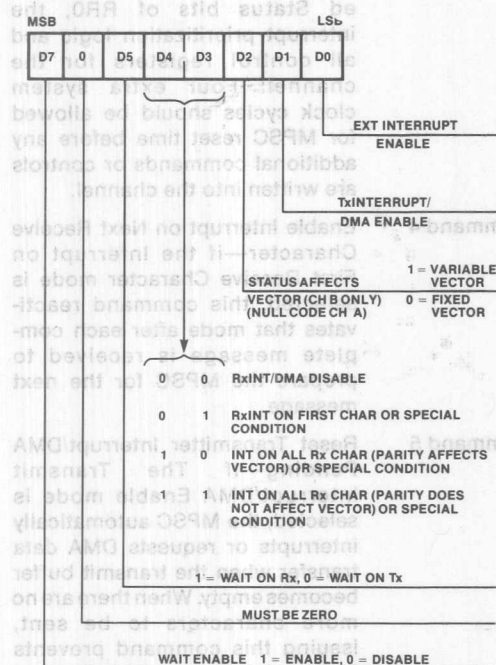 MSB LSB
D7 0 D5 D4 D3 D2 D1 D0
EXT INTERRUPT
ENABLE
TxINTERRUPT/
DMA ENABLE
STATUS AFFECTS 1 = VARIABLE
VECTOR
VECTOR (CH B ONLY) 0 = FIXED
(NULL CODE CH A) VECTOR
0 0 RxINT/DMA DISABLE
0 1 RxINT ON FIRST CHAR OR SPECIAL
CONDITION
1 0 INT ON ALL Rx CHAR (PARITY AFFECTS
VECTOR) OR SPECIAL CONDITION
1 1 INT ON ALL Rx CHAR (PARITY DOES
NOT AFFECT VECTOR) OR SPECIAL
CONDITION
1 = WAIT ON Rx, 0 = WAIT ON Tx
MUST BE ZERO
WAIT ENABLE 1 = ENABLE, 0 = DISABLE